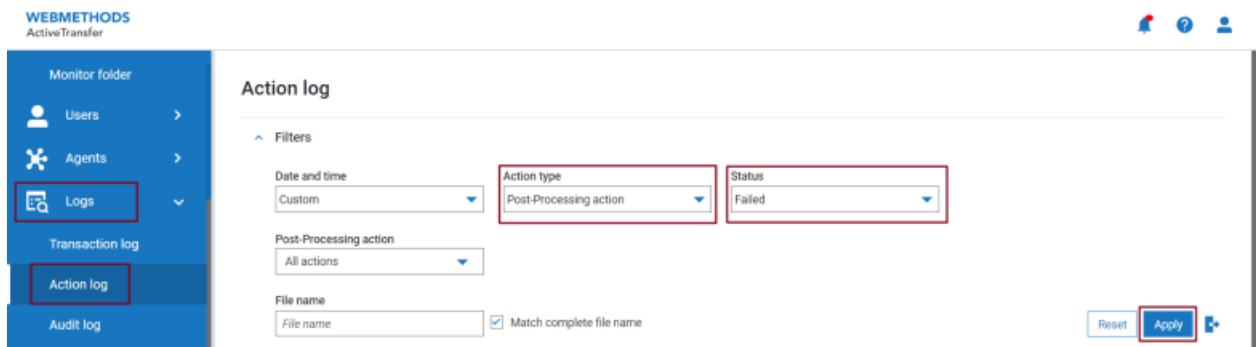 WEBMETHODS
ActiveTransfer
Monitor folder
Users
Agents
Logs
Transaction log
Action log
Audit log
Action log
Filters
Date and time
Custom
Action type
Post-Processing action
Status
Failed
Post-Processing action
All actions
File name
File name
Match complete file name
Reset
Apply